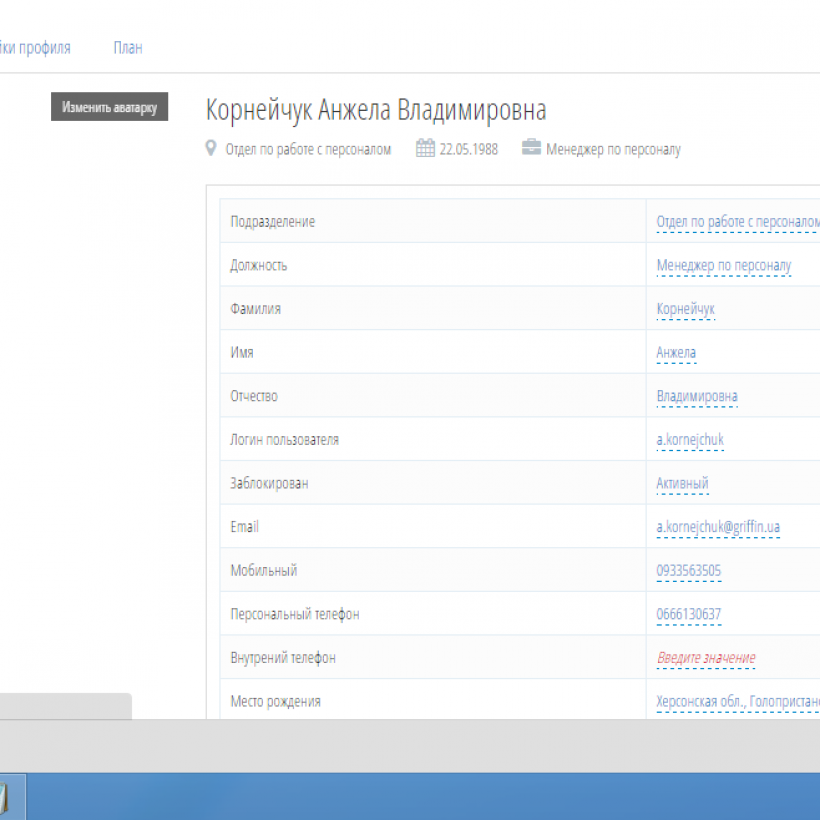 йки профиля План
Изменить аватарку
Корнейчук Анжела Владимировна
Отдел по работе с персоналом 22.05.1988 Менеджер по персоналу
Подразделение Отдел по работе с персоналом
Должность Менеджер по персоналу
Фамилия Корнейчук
Имя Анжела
Отчество Владимировна
Логин пользователя a.kornejchuk
Заблокирован Активный
Email a.kornejchuk@griffin.ua
Мобильный 0933563505
Персональный телефон 0666130637
Внутрений телефон Введите значение
Место рождения Херсонская обл., Голопристан